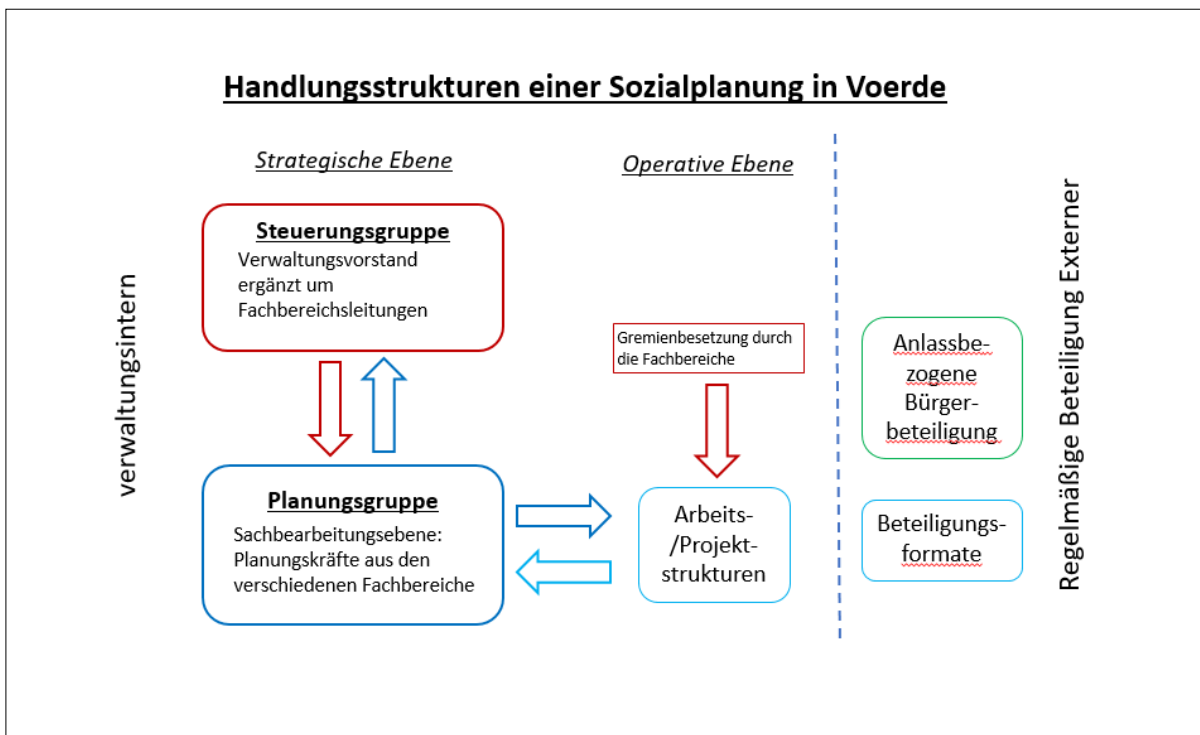 Handlungsstrukturen einer Sozialplanung in Voerde
Strategische Ebene
Operative Ebene
verwaltungsintern
Steuerungsgruppe
Verwaltungsvorstand
ergänzt um
Fachbereichsleitungen
Gremienbesetzung durch
die Fachbereiche
Planungsgruppe
Sachbearbeitungsebene:
Planungskräfte aus den
verschiedenen Fachbereiche
Arbeits-
/Projekt-
strukturen
Anlassbe-
zogene
Bürger-
beteiligung
Beteiligungs-
formate
Regelmäßige Beteiligung Externer